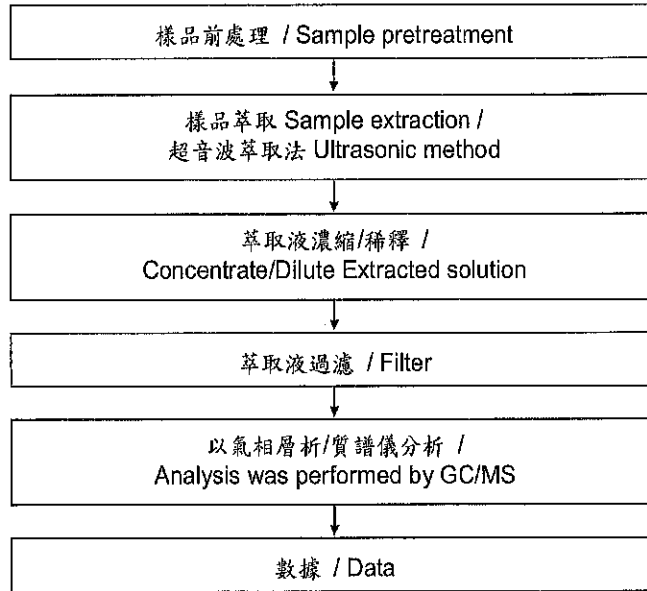 樣品前處理 / Sample pretreatment
樣品萃取 Sample extraction /
超音波萃取法 Ultrasonic method
萃取液濃縮/稀釋 /
Concentrate/Dilute Extracted solution
萃取液過濾 / Filter
以氣相層析/質譜儀分析 /
Analysis was performed by GC/MS
數據 / Data